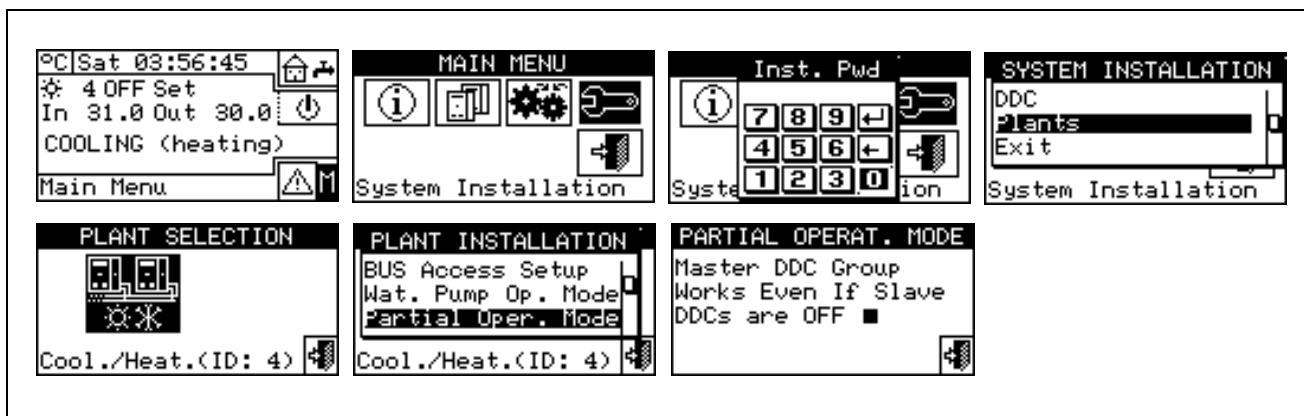 °C Sat 03:56:45
4 OFF Set
In 31.0 Out 30.0
COOLING (heating)
Main Menu M
MAIN MENU
i
System Installation
Inst. Pwd
i
7 8 9
4 5 6
1 2 3 0
Syste ion
SYSTEM INSTALLATION
DDC
Plants
Exit
System Installation
PLANT SELECTION
Cool./Heat.(ID: 4)
PLANT INSTALLATION
BUS Access Setup
Wat. Pump Op. Mode
Partial Oper. Mode
Cool./Heat.(ID: 4)
PARTIAL OPERAT. MODE
Master DDC Group
Works Even If Slave
DDCs are OFF